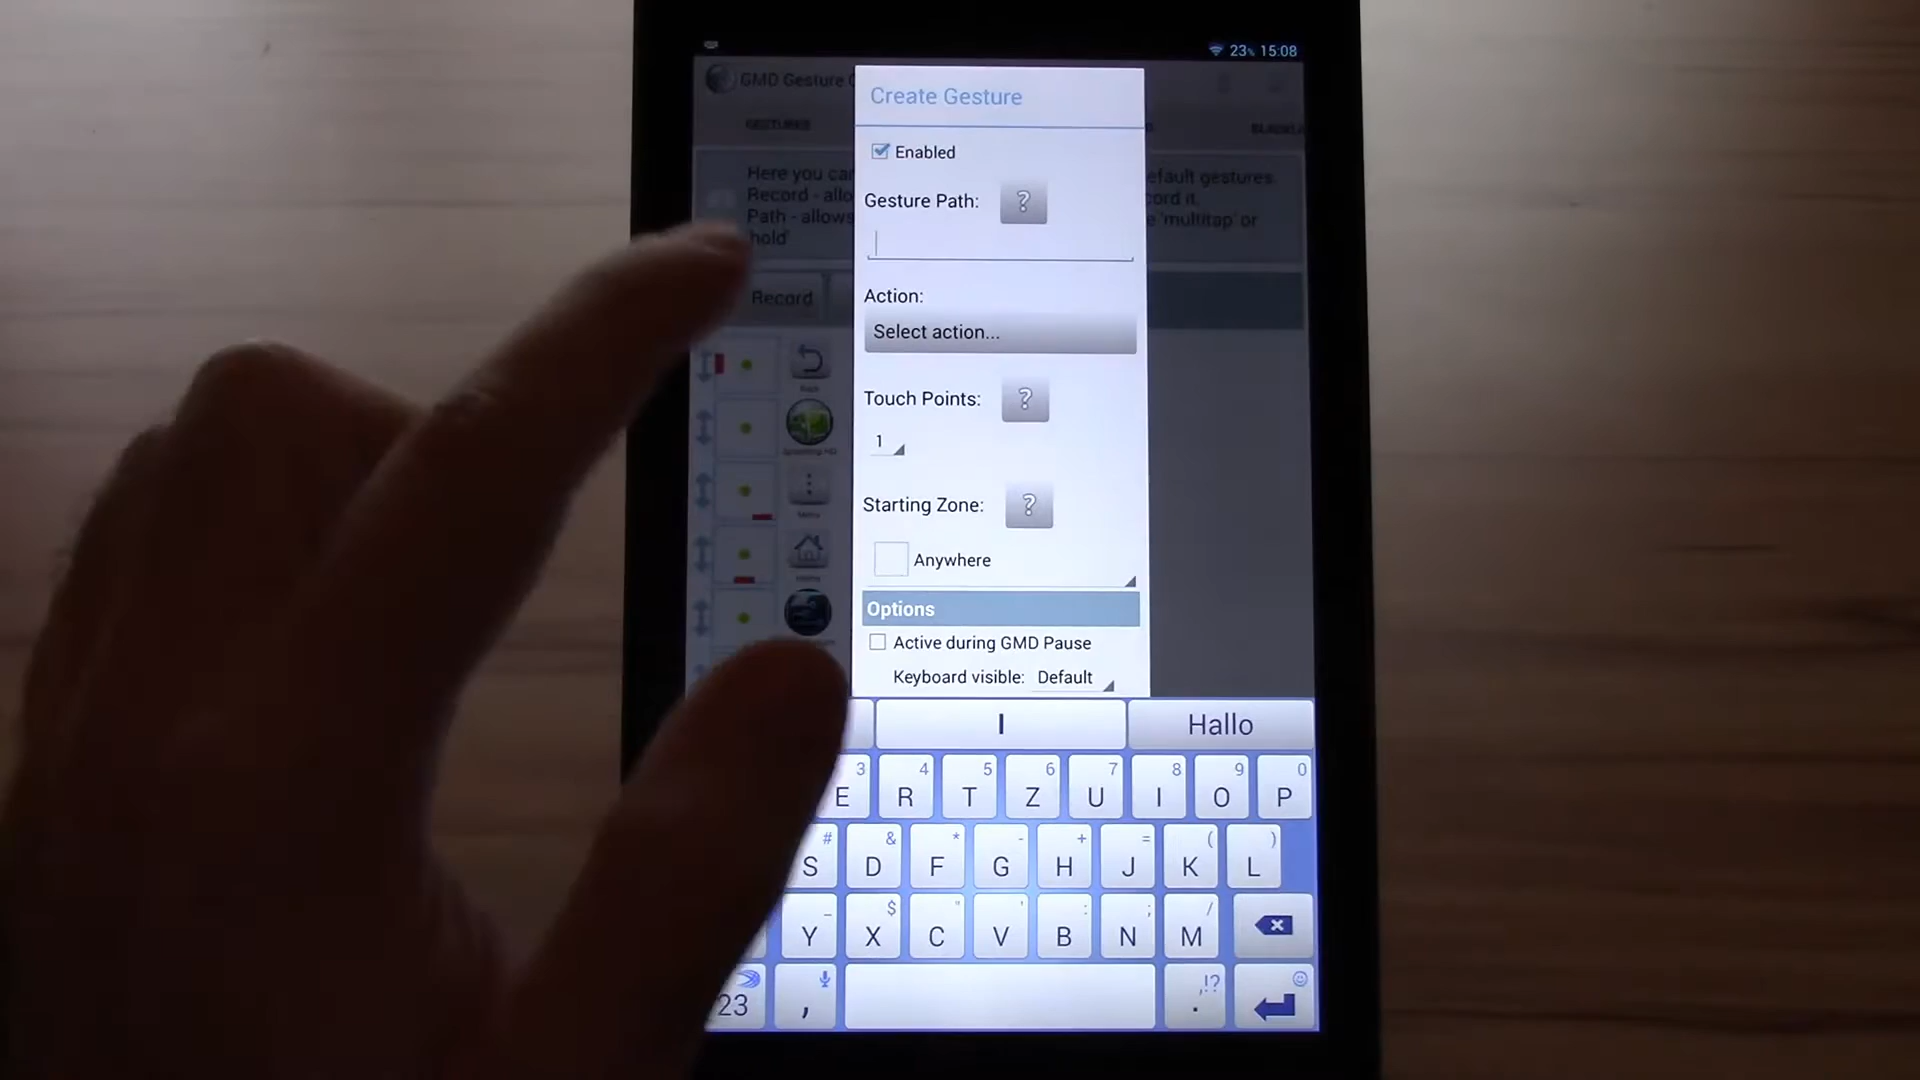 23% 15:08
GMD Gesture
Create Gesture
GESTURES
Enabled
Here you can
default gestures.
Gesture Path: ?
Record - allo
cord it.
Path - allows
'multitap' or
hold'
Action:
Record
Select action...
Touch Points: ?
1
Starting Zone: ?
Anywhere
Options
Active during GMD Pause
Keyboard visible: Default
I Hallo
3 4 5 6 7 8 9 0
E R T Z U I O P
# & * - + = ( )
S D F G H J K L
_ $ " ' : ; /
Y X C V B N M
,!?
23 , .